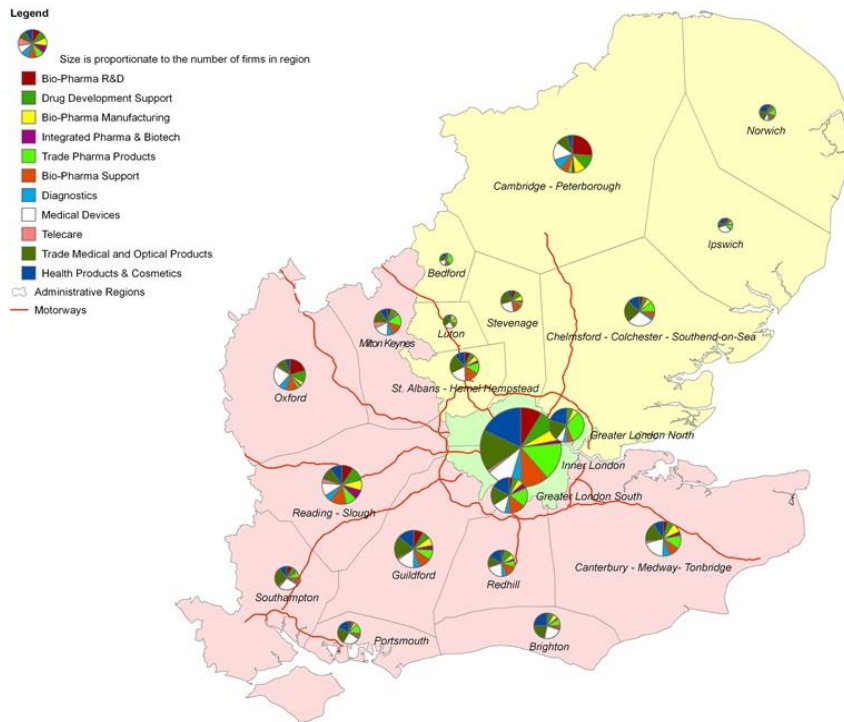 Legend
Size is proportionate to the number of firms in region
Bio-Pharma R&D
Drug Development Support
Bio-Pharma Manufacturing
Integrated Pharma & Biotech
Trade Pharma Products
Bio-Pharma Support
Diagnostics
Medical Devices
Telecare
Trade Medical and Optical Products
Health Products & Cosmetics
Administrative Regions
Motorways
Norwich
Cambridge - Peterborough
Ipswich
Bedford
Stevenage
Luton
Chelmsford - Colchester - Southend-on-Sea
Milton Keynes
St. Albans - Hemel Hempstead
Oxford
Greater London North
Inner London
Greater London South
Reading - Slough
Canterbury - Medway- Tonbridge
Guildford
Redhill
Southampton
Portsmouth
Brighton